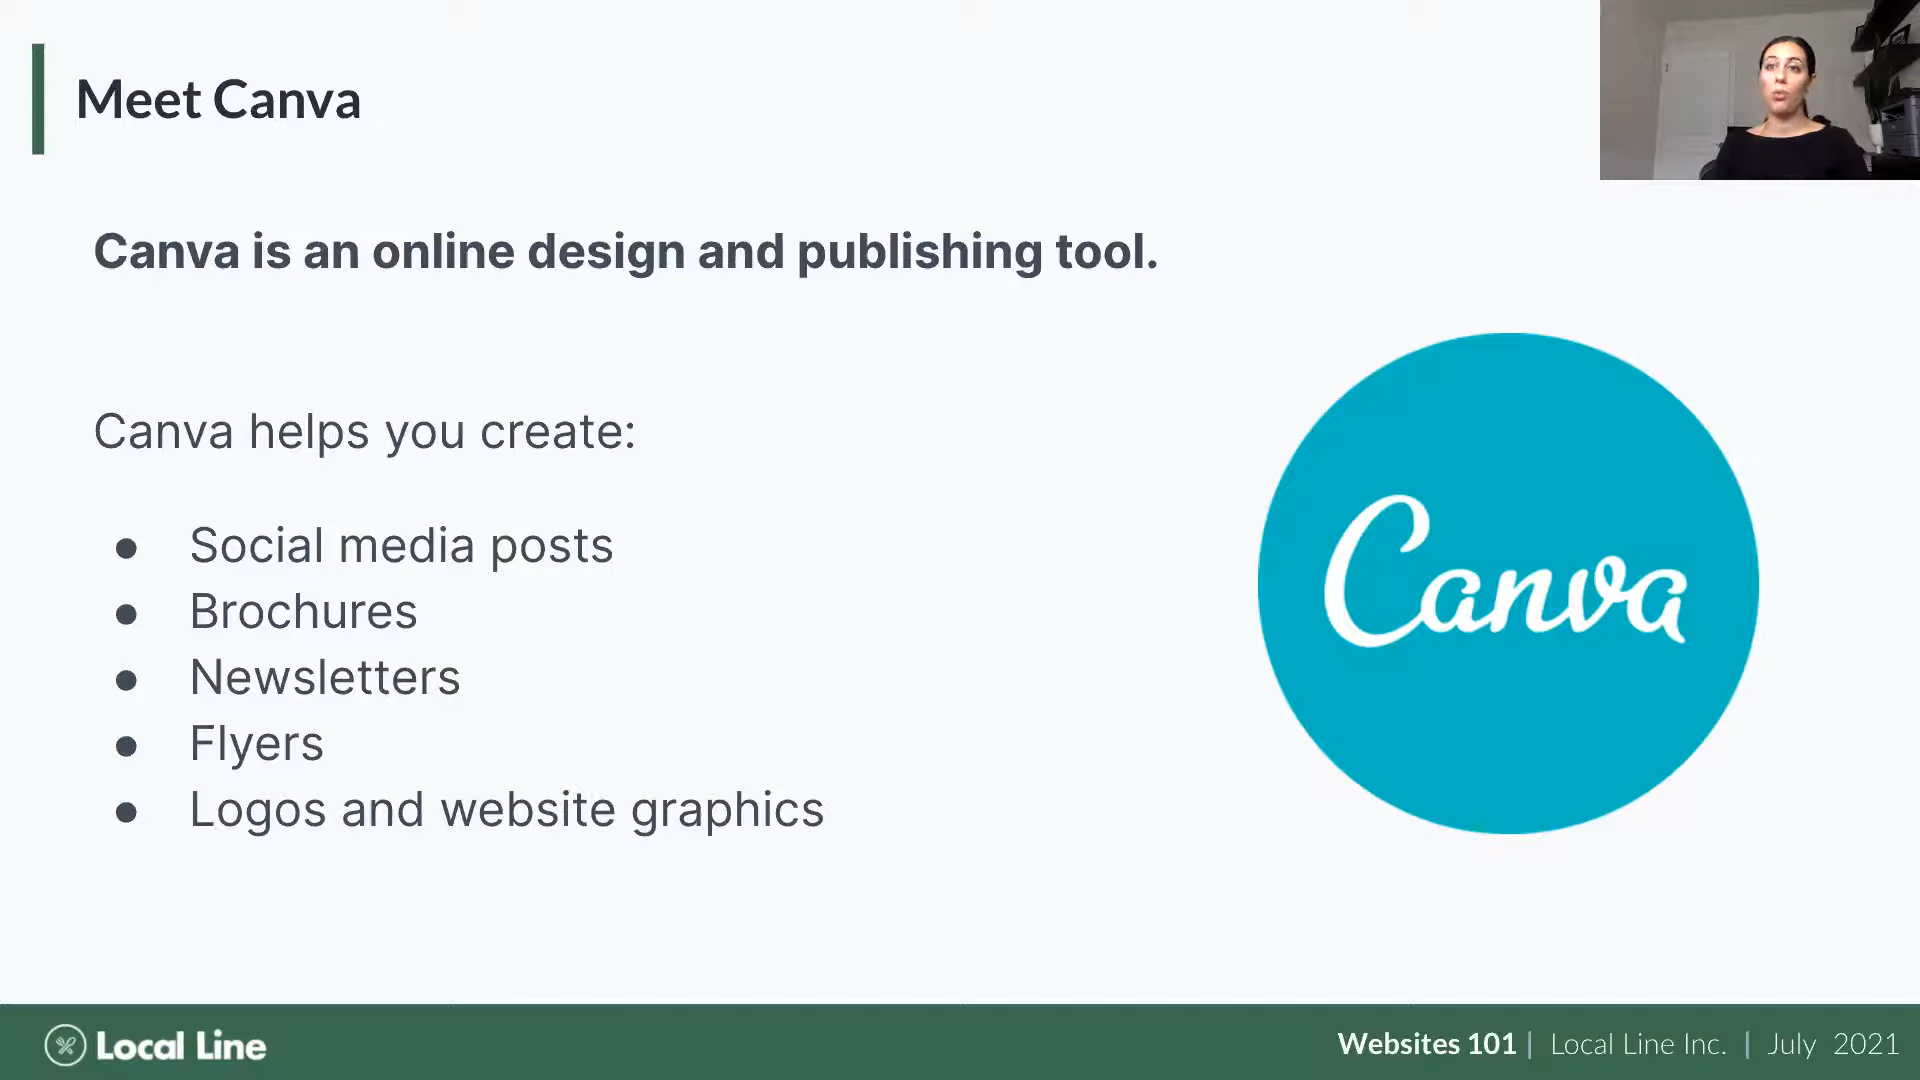 Meet Canva
Canva is an online design and publishing tool.
Canva helps you create:
● Social media posts
● Brochures
● Newsletters
● Flyers
● Logos and website graphics
Canva
Local Line
Websites 101 | Local Line Inc. | July 2021